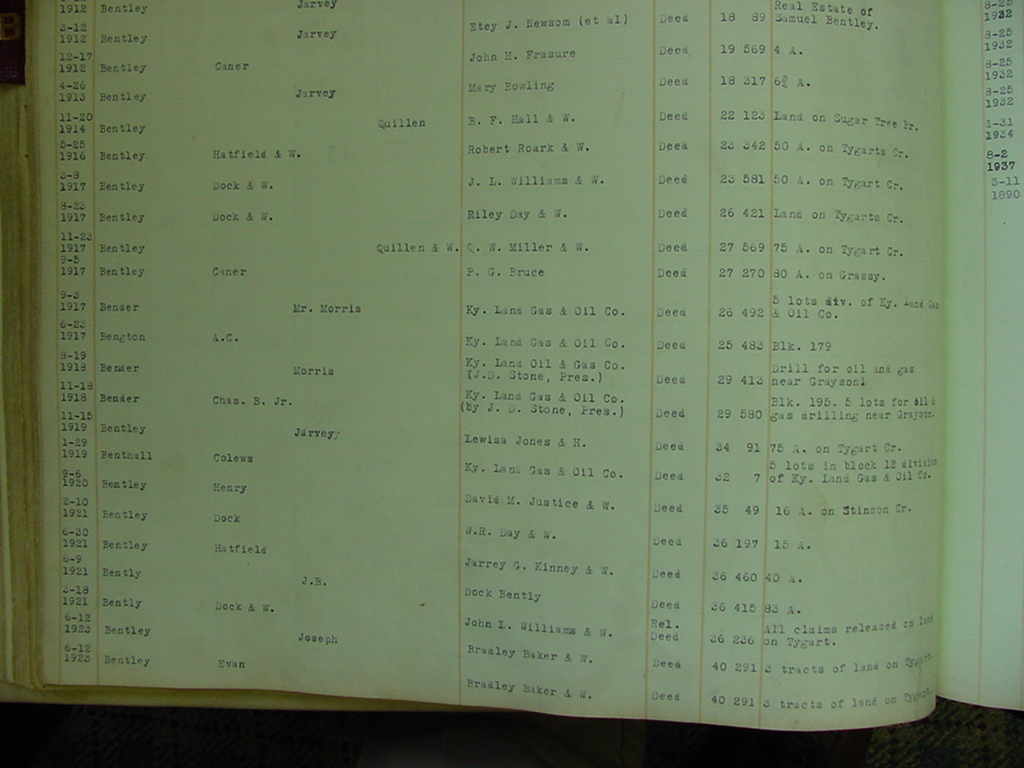 1912 Bentley Jarvey Etey J. Newsom (et al) Deed 18 89 Real Estate of
Samuel Bentley.
3-12
1912 Bentley Jarvey John H. Frasure Deed 19 569 4 A.
12-17
1912 Bentley Caner Mary Bowling Deed 18 317 6¾ A.
4-26
1913 Bentley Jarvey B. F. Hall & W. Deed 22 123 Land on Sugar Tree Br.
11-20
1914 Bentley Quillen Robert Roark & W. Deed 23 342 50 A. on Tygarts Cr.
5-25
1916 Bentley Hatfield & W. J. L. Williams & W. Deed 23 581 50 A. on Tygart Cr.
3-8
1917 Bentley Dock & W. Riley Day & W. Deed 26 421 Land on Tygarts Cr.
8-23
1917 Bentley Dock & W. Q. W. Miller & W. Deed 27 569 75 A. on Tygart Cr.
11-23
1917 Bentley Quillen & W. P. G. Bruce Deed 27 270 80 A. on Grassy.
9-5
1917 Bentley Caner
9-3
1917 Bender Mr. Morris Ky. Land Gas & Oil Co. Deed 26 492 5 lots div. of Ky. Land Gas
& Oil Co.
6-23
1917 Bengton A.C. Ky. Land Gas & Oil Co. Deed 25 483 Blk. 179
8-19
1918 Bender Morris Ky. Land Oil & Gas Co.
(J.D. Stone, Pres.) Deed 29 413 Drill for oil and gas
near Grayson.
11-18
1918 Bender Chas. B. Jr. Ky. Land Gas & Oil Co.
(by J. D. Stone, Pres.) Deed 29 580 Blk. 195. 5 lots for oil &
gas drilling near Grayson.
11-15
1919 Bentley Jarvey Lewisa Jones & H. Deed 34 91 75 A. on Tygart Cr.
1-29
1919 Benthall Colews Ky. Land Gas & Oil Co. Deed 32 7 5 lots in block 12 division
of Ky. Land Gas & Oil Co.
9-6
1920 Bentley Henry David M. Justice & W. Deed 35 49 16 A. on Stinson Cr.
2-10
1921 Bentley Dock W.R. Day & W. Deed 36 197 15 A.
6-30
1921 Bentley Hatfield Jarrey G. Kinney & W. Deed 36 460 40 A.
6-9
1921 Bently J.B. Dock Bently Deed 36 415 83 A.
3-18
1921 Bently Dock & W. John L. Williams & W. Rel.
Deed 36 236 All claims released on land
on Tygart.
6-12
1923 Bentley Joseph Bradley Baker & W. Deed 40 291 3 tracts of land on Tygart.
6-12
1923 Bentley Evan Bradley Baker & W. Deed 40 291 3 tracts of land on Tygart.
8-25
1932
8-25
1932
8-25
1932
8-25
1932
1-31
1934
8-2
1937
3-11
1890